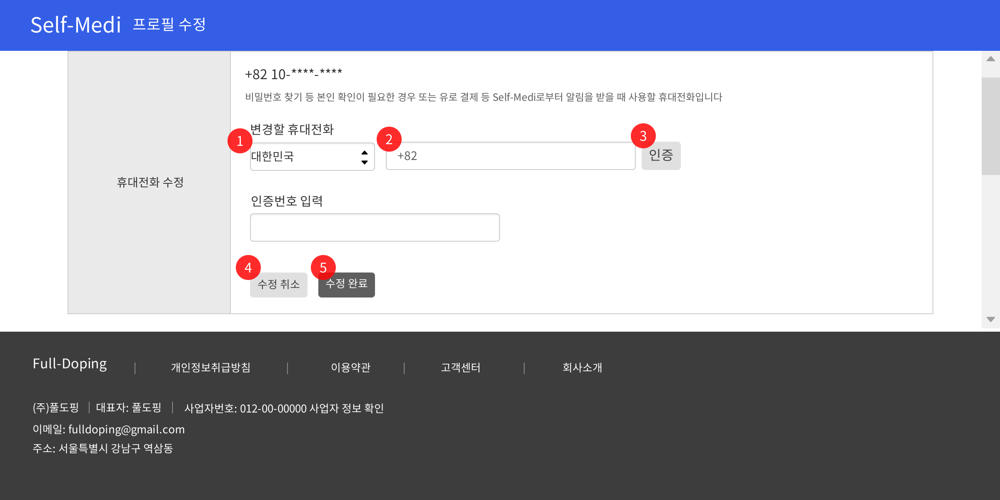 Self-Medi 프로필 수정
+82 10-****-****
비밀번호 찾기 등 본인 확인이 필요한 경우 또는 유로 결제 등 Self-Medi로부터 알림을 받을 때 사용할 휴대전화입니다
변경할 휴대전화
1 2 3
대한민국 +82 인증
휴대전화 수정
인증번호 입력
4 5
수정 취소 수정 완료
Full-Doping | 개인정보취급방침 | 이용약관 | 고객센터 | 회사소개
(주)풀도핑 | 대표자: 풀도핑 | 사업자번호: 012-00-00000 사업자 정보 확인
이메일: fulldoping@gmail.com
주소: 서울특별시 강남구 역삼동